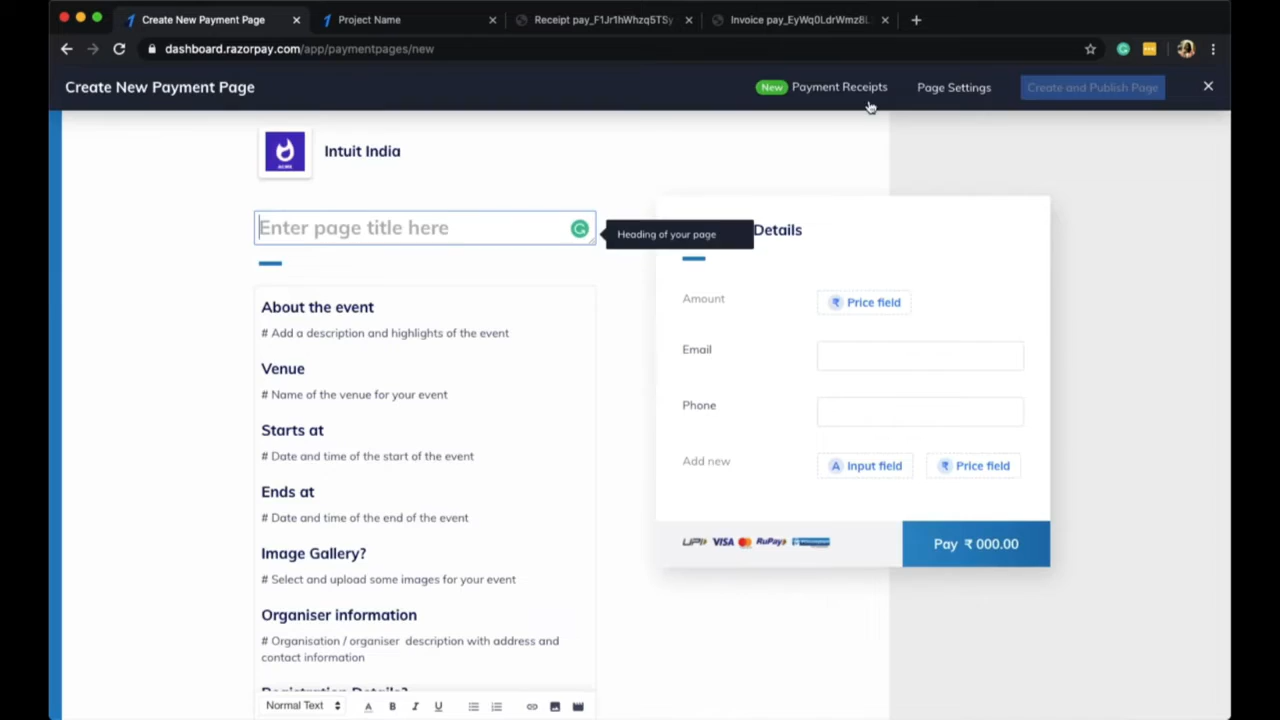 Create New Payment Page
Project Name
Receipt pay_F1Jr1hWhzq5TSy
Invoice pay_EyWq0LdrWmz8L
dashboard.razorpay.com/app/paymentpages/new
Create New Payment Page
New Payment Receipts
Page Settings
Create and Publish Page
Intuit India
Enter page title here
Heading of your page
Details
About the event
# Add a description and highlights of the event
Venue
# Name of the venue for your event
Starts at
# Date and time of the start of the event
Ends at
# Date and time of the end of the event
Image Gallery?
# Select and upload some images for your event
Organiser information
# Organisation / organiser description with address and
contact information
Registration Details?
Normal Text
A B I U
Amount
₹ Price field
Email
Phone
Add new
A Input field
₹ Price field
UPI VISA RuPay
Pay ₹ 000.00